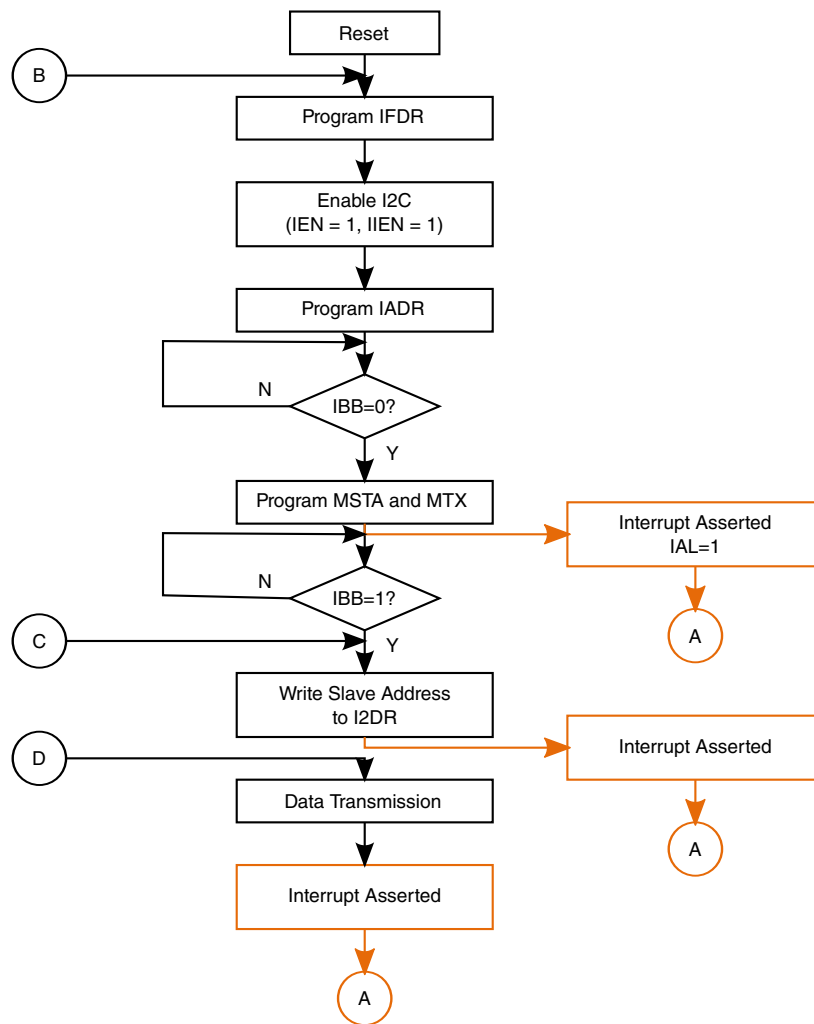 Reset
B
Program IFDR
Enable I2C
(IEN = 1, IIEN = 1)
Program IADR
N
IBB=0?
Y
Program MSTA and MTX
Interrupt Asserted
IAL=1
N
IBB=1?
A
C
Y
Write Slave Address
to I2DR
Interrupt Asserted
D
Data Transmission
A
Interrupt Asserted
A